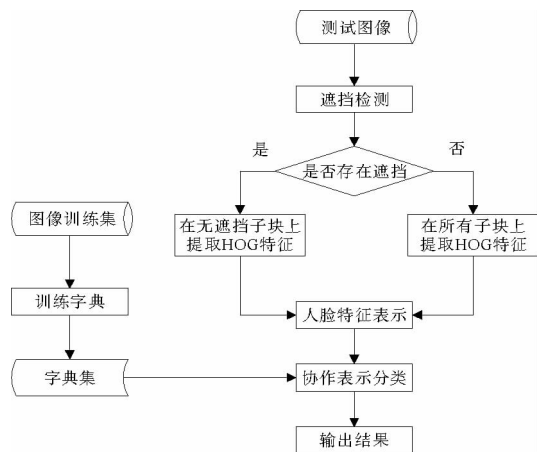 测试图像
遮挡检测
是
否
是否存在遮挡
图像训练集
在无遮挡子块上
提取HOG特征
在所有子块上
提取HOG特征
训练字典
人脸特征表示
字典集
协作表示分类
输出结果